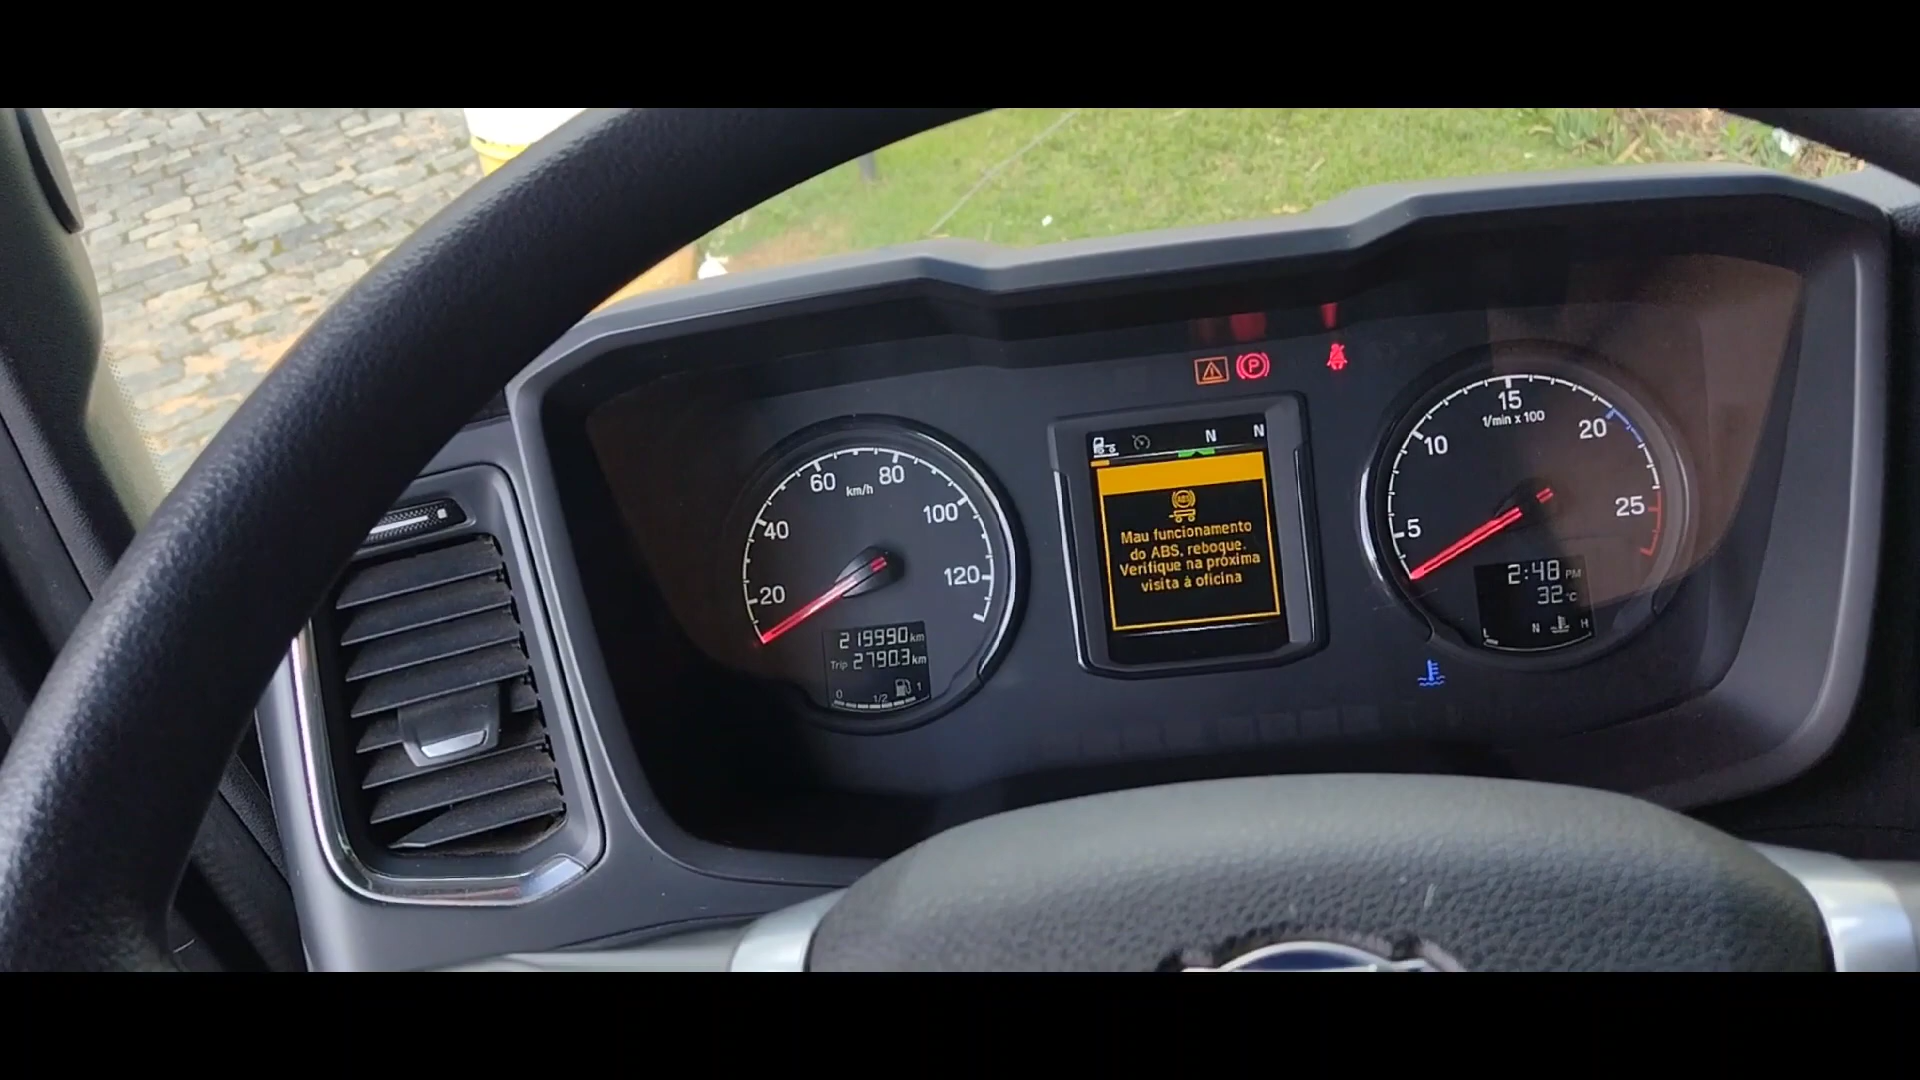 N N
ABS
Mau funcionamento
do ABS, reboque.
Verifique na próxima
visita à oficina
P
20
40
60
80
100
120
km/h
219990 km
Trip 2790.3 km
0 1/2 1
5
10
15
20
25
1/min x 100
2:48 PM
32°C
L N H